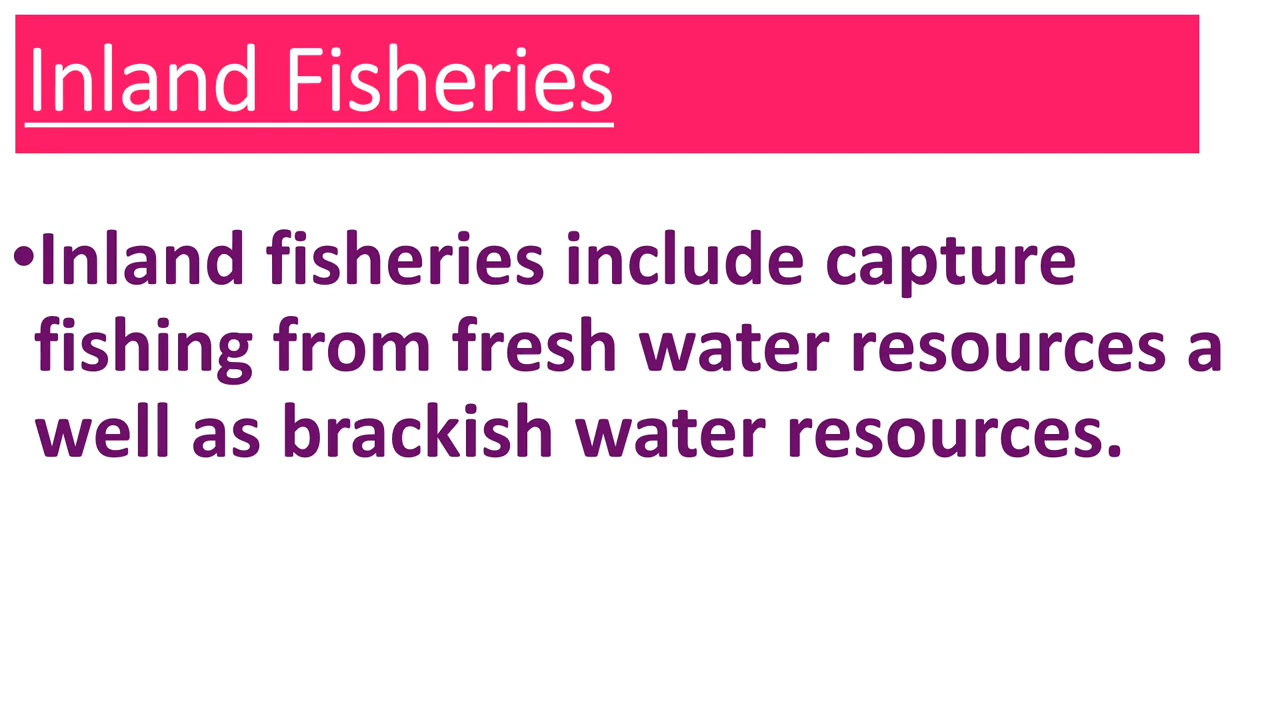 Inland Fisheries
•Inland fisheries include capture
fishing from fresh water resources a
well as brackish water resources.